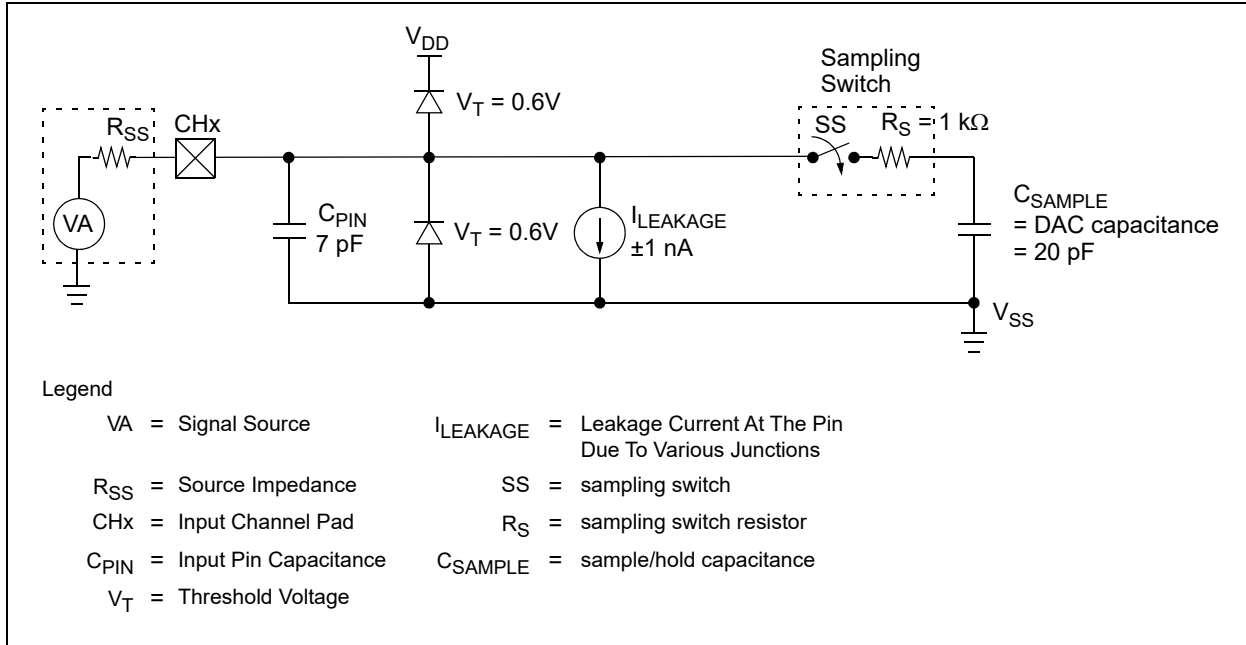 VDD
Sampling
Switch
VT = 0.6V
RSS
CHx
SS
RS = 1 kΩ
VA
CPIN
7 pF
VT = 0.6V
ILEAKAGE
±1 nA
CSAMPLE
= DAC capacitance
= 20 pF
VSS
Legend
VA = Signal Source
ILEAKAGE = Leakage Current At The Pin
Due To Various Junctions
RSS = Source Impedance
SS = sampling switch
CHx = Input Channel Pad
RS = sampling switch resistor
CPIN = Input Pin Capacitance
CSAMPLE = sample/hold capacitance
VT = Threshold Voltage